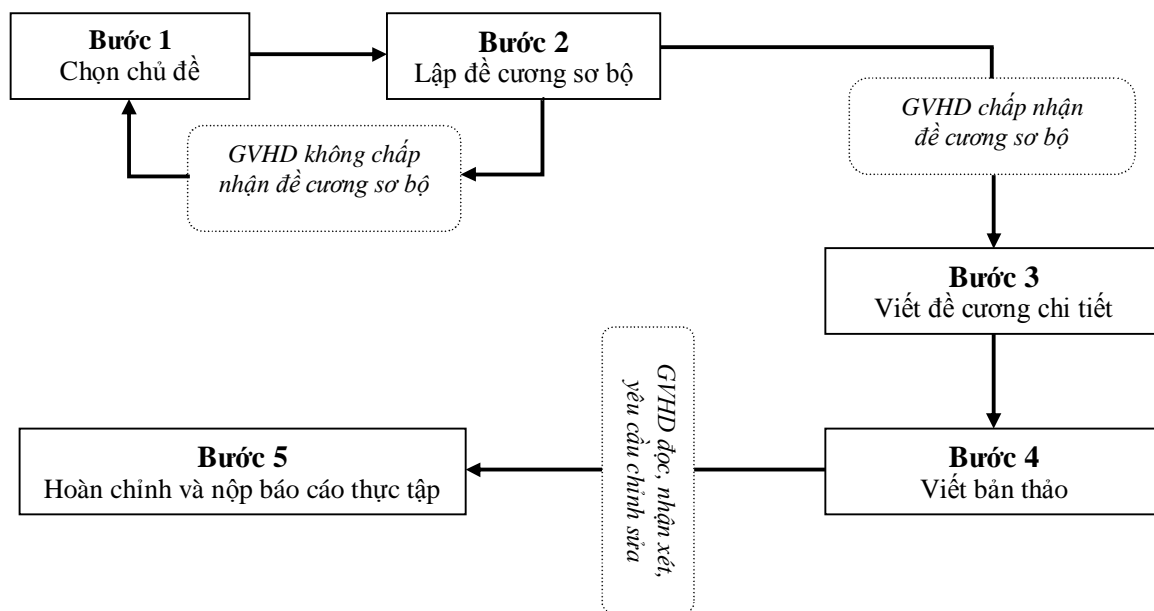 Bước 1
Chọn chủ đề
Bước 2
Lập đề cương sơ bộ
GVHD chấp nhận
đề cương sơ bộ
GVHD không chấp
nhận đề cương sơ bộ
Bước 3
Viết đề cương chi tiết
GVHD đọc, nhận xét,
yêu cầu chỉnh sửa
Bước 4
Viết bản thảo
Bước 5
Hoàn chỉnh và nộp báo cáo thực tập